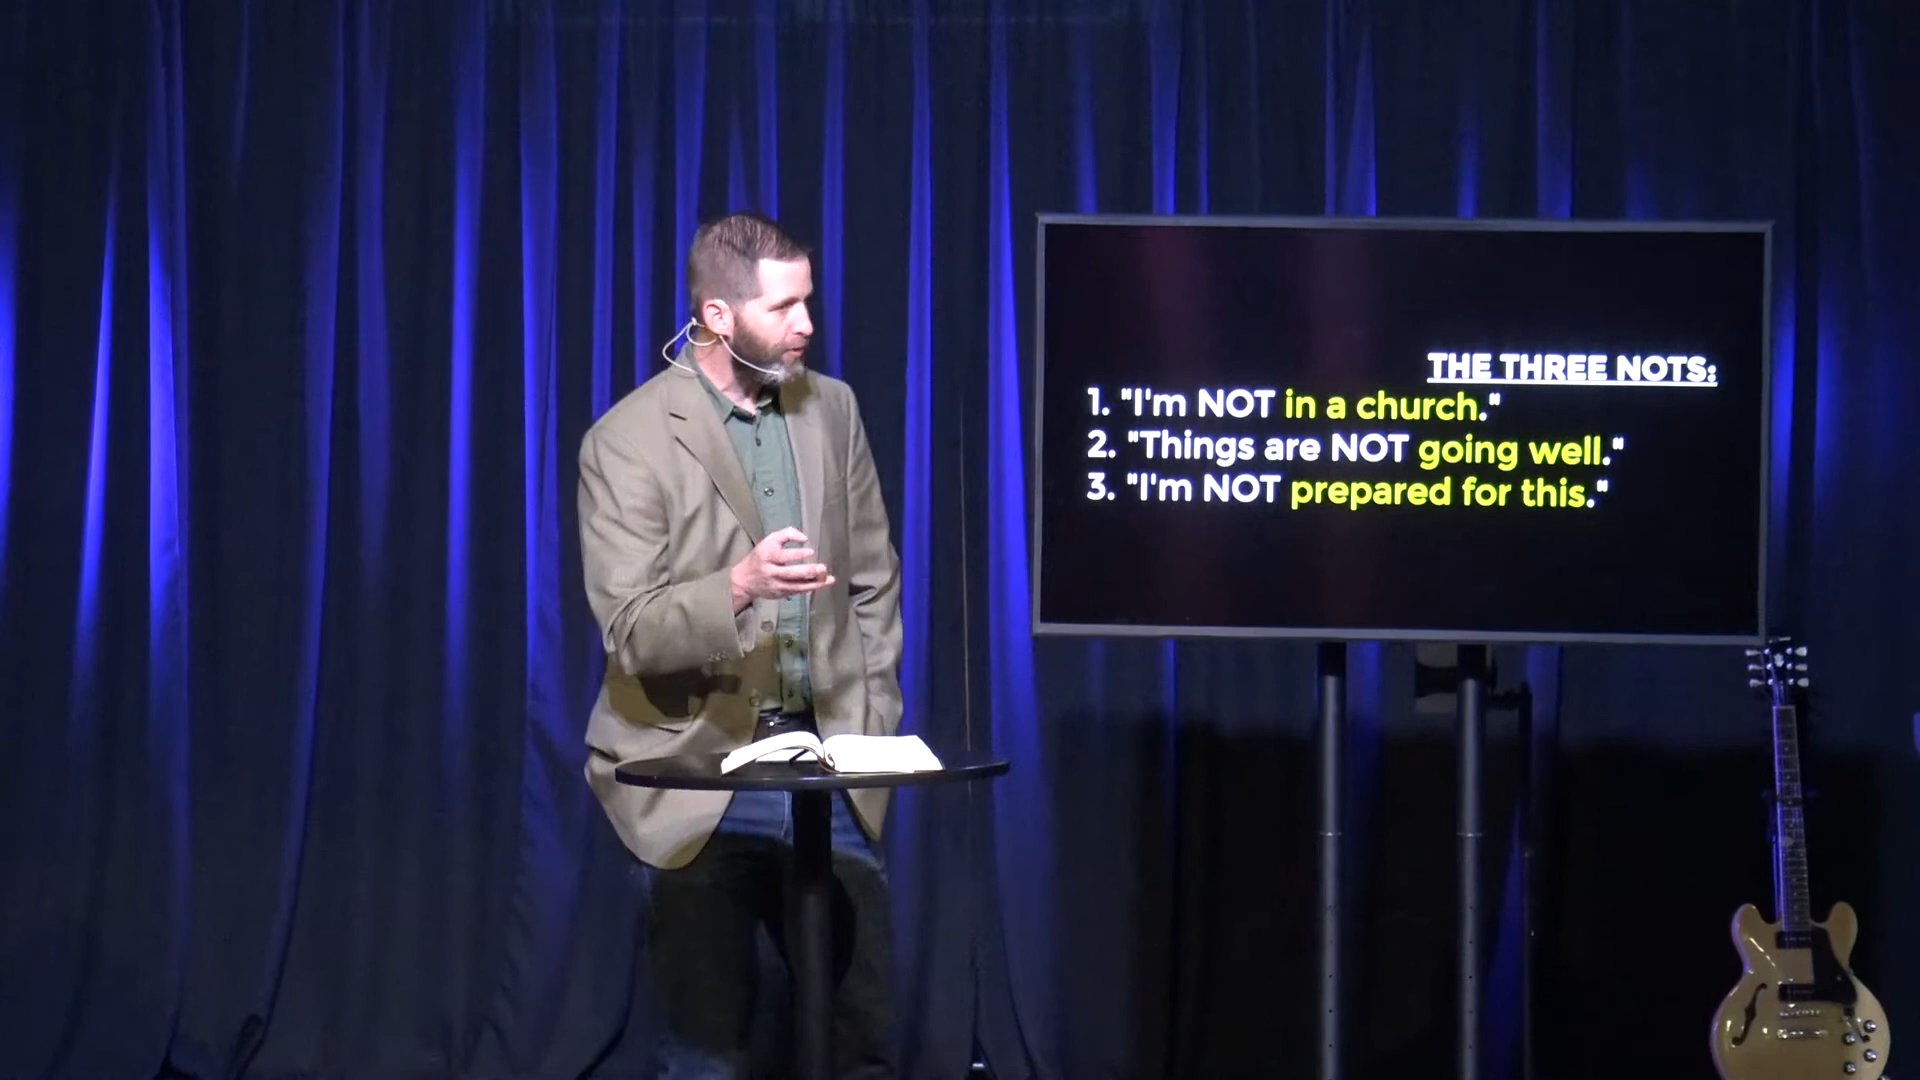 THE THREE NOTS:
1. "I'm NOT in a church."
2. "Things are NOT going well."
3. "I'm NOT prepared for this."